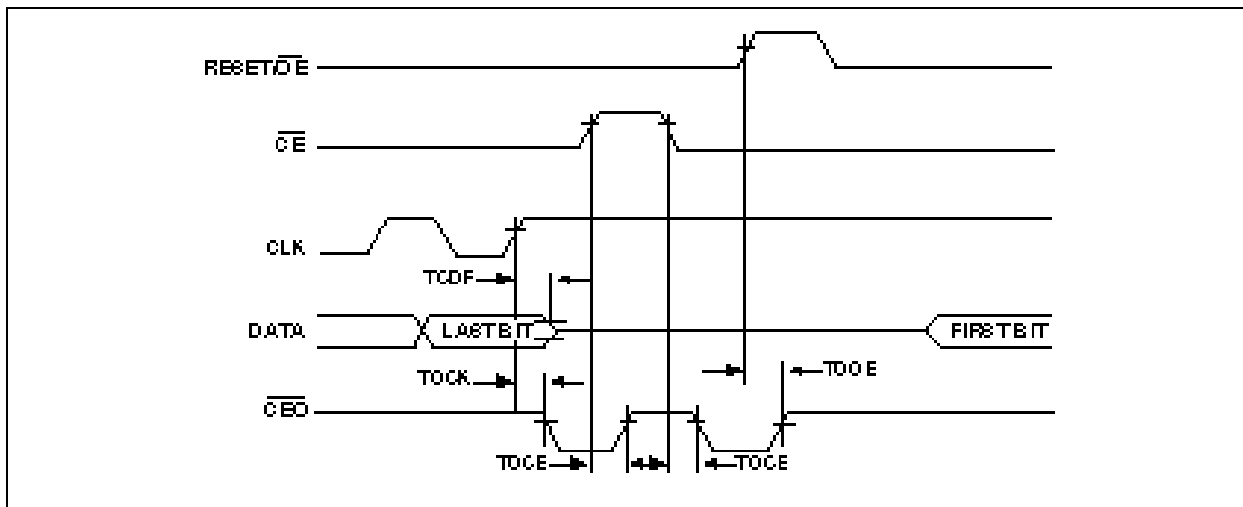 RESET/OE
CE
CLK
TCDF
DATA
LAST BIT
FIRST BIT
TOCK
TOOE
CEO
TOCE
TOCE